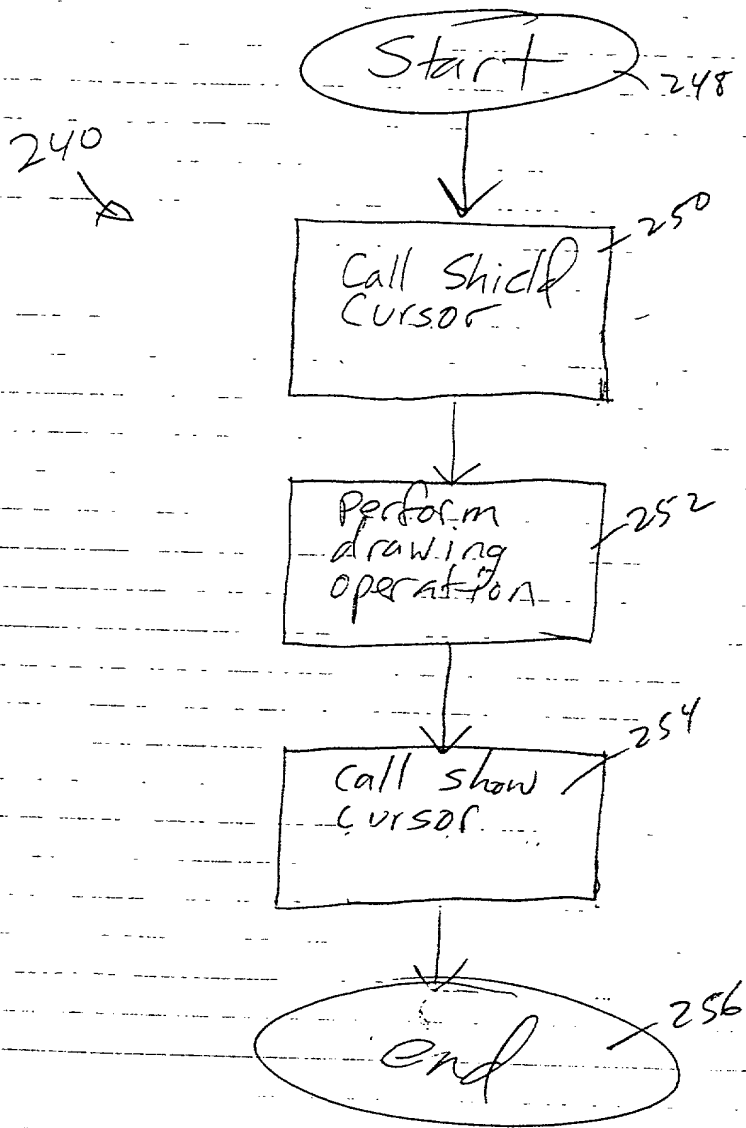 Start
248
240
250
Call Shield
Cursor
252
Perform
drawing
operation
254
Call show
cursor
end
256